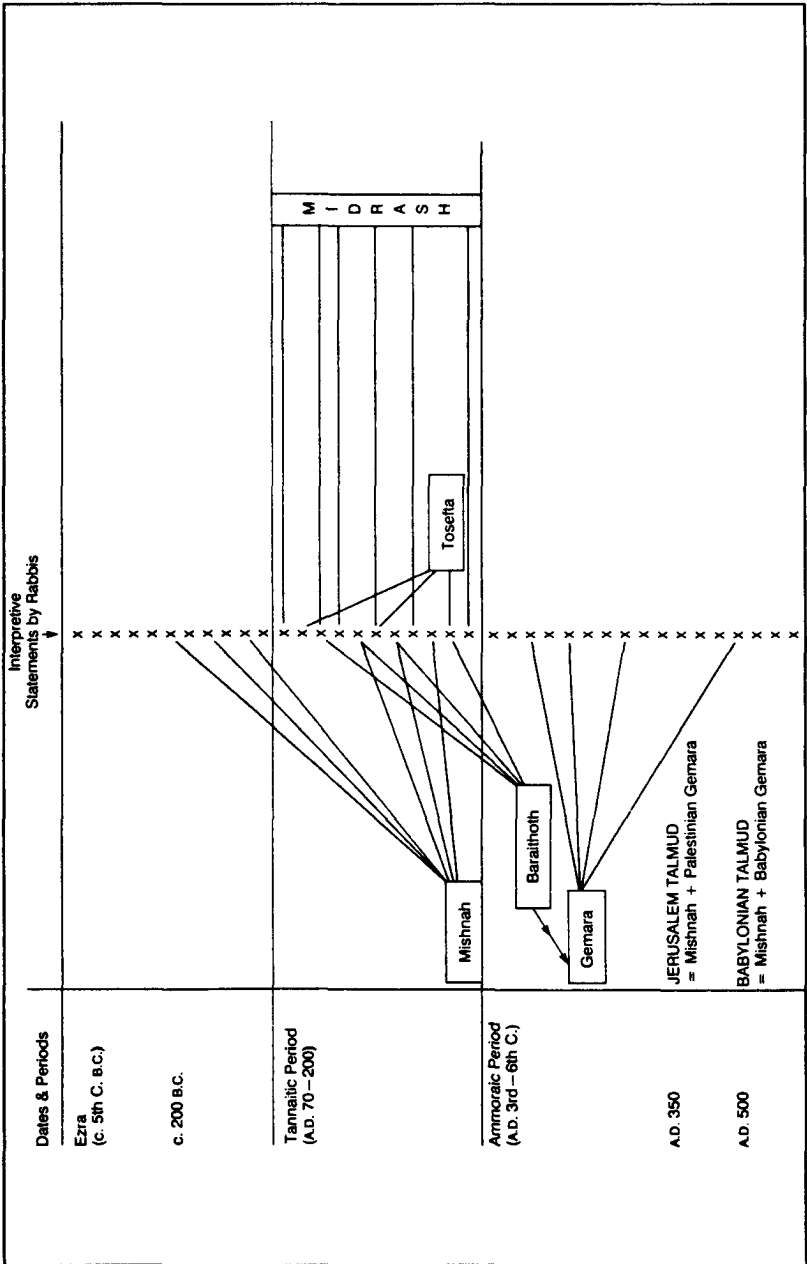 Dates & Periods
Interpretive
Statements by Rabbis
Ezra
(c. 5th C. B.C.)
c. 200 B.C.
Tannaitic Period
(A.D. 70–200)
Mishnah
Tosefta
M I D R A S H
Ammoraic Period
(A.D. 3rd–6th C.)
Baraithoth
Gemara
A.D. 350
JERUSALEM TALMUD
= Mishnah + Palestinian Gemara
A.D. 500
BABYLONIAN TALMUD
= Mishnah + Babylonian Gemara
x x x x x x x x x x x x x x x x x x x x x x x x x x x x x x x x x x x x x x x